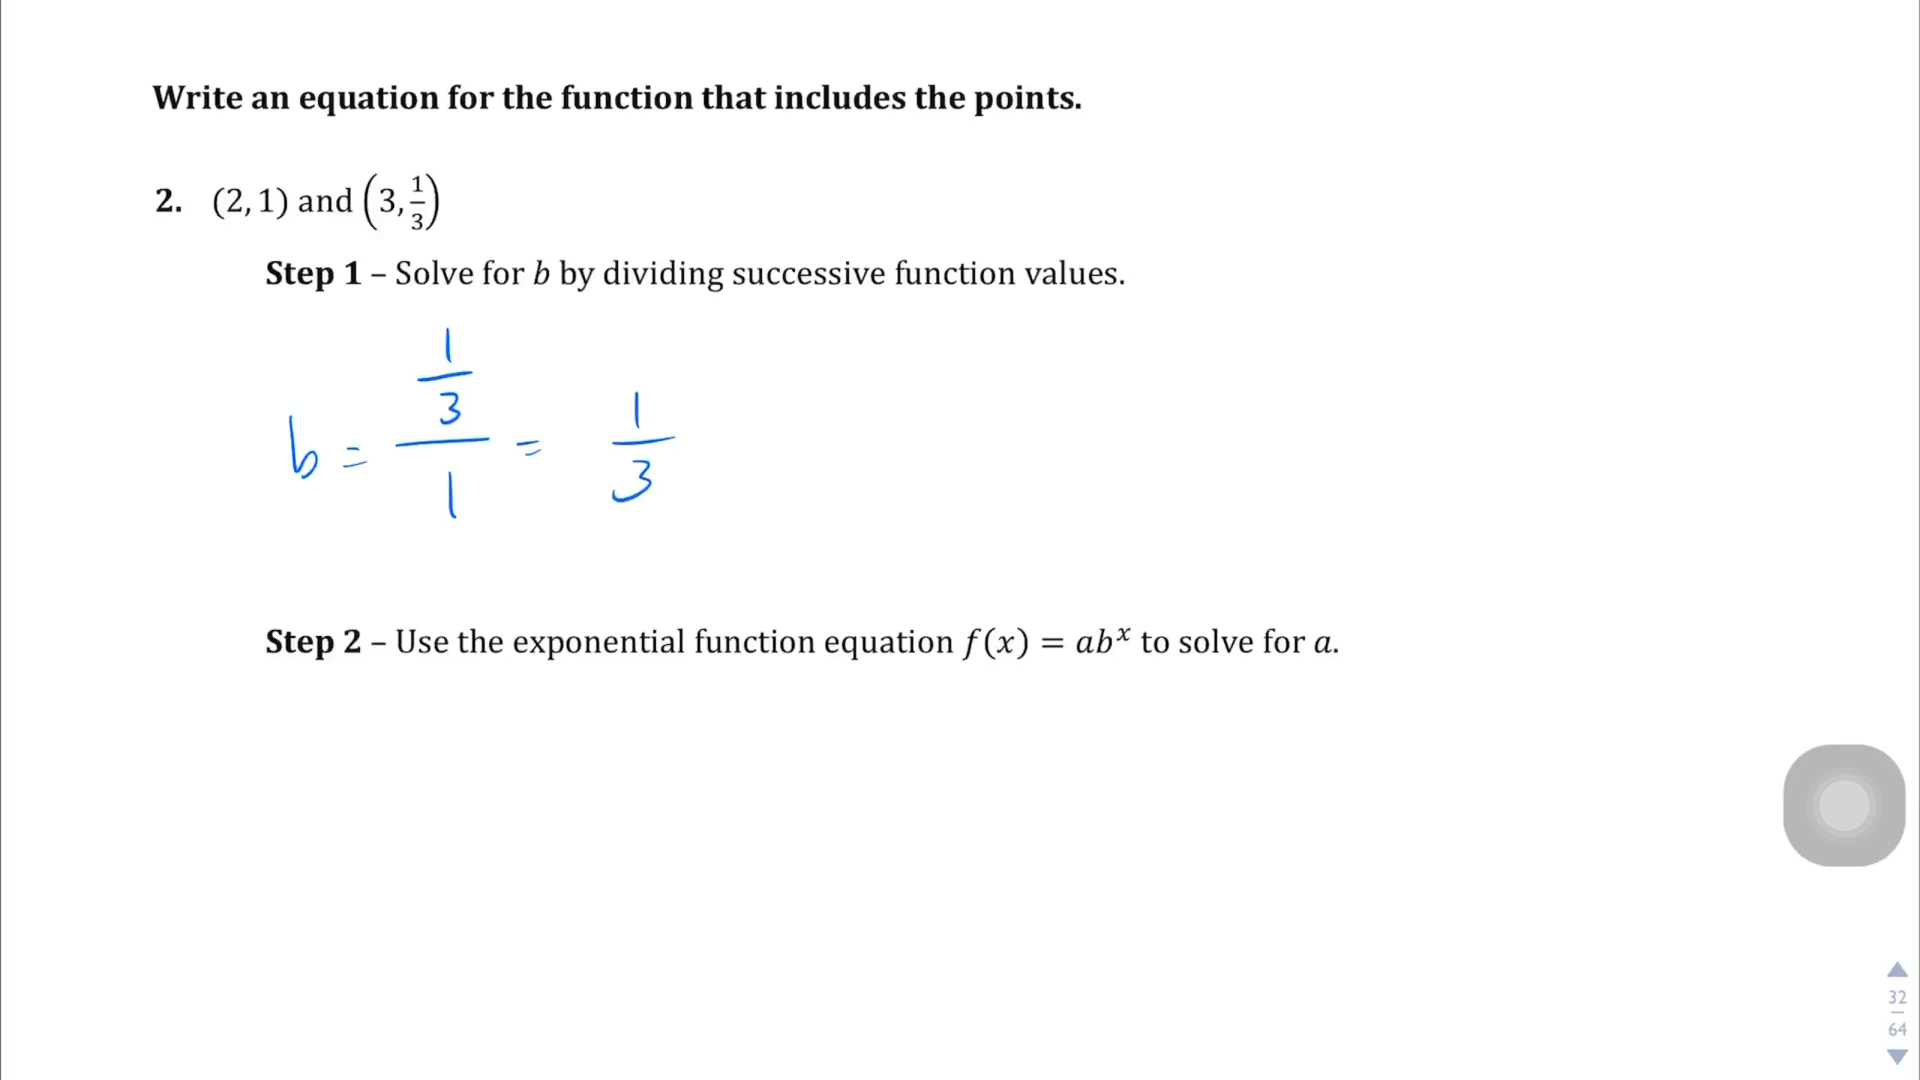 Write an equation for the function that includes the points.
2. (2, 1) and (3, 1/3)
Step 1 – Solve for b by dividing successive function values.
b = (1/3)/1 = 1/3
Step 2 – Use the exponential function equation f(x) = abˣ to solve for a.
32
64